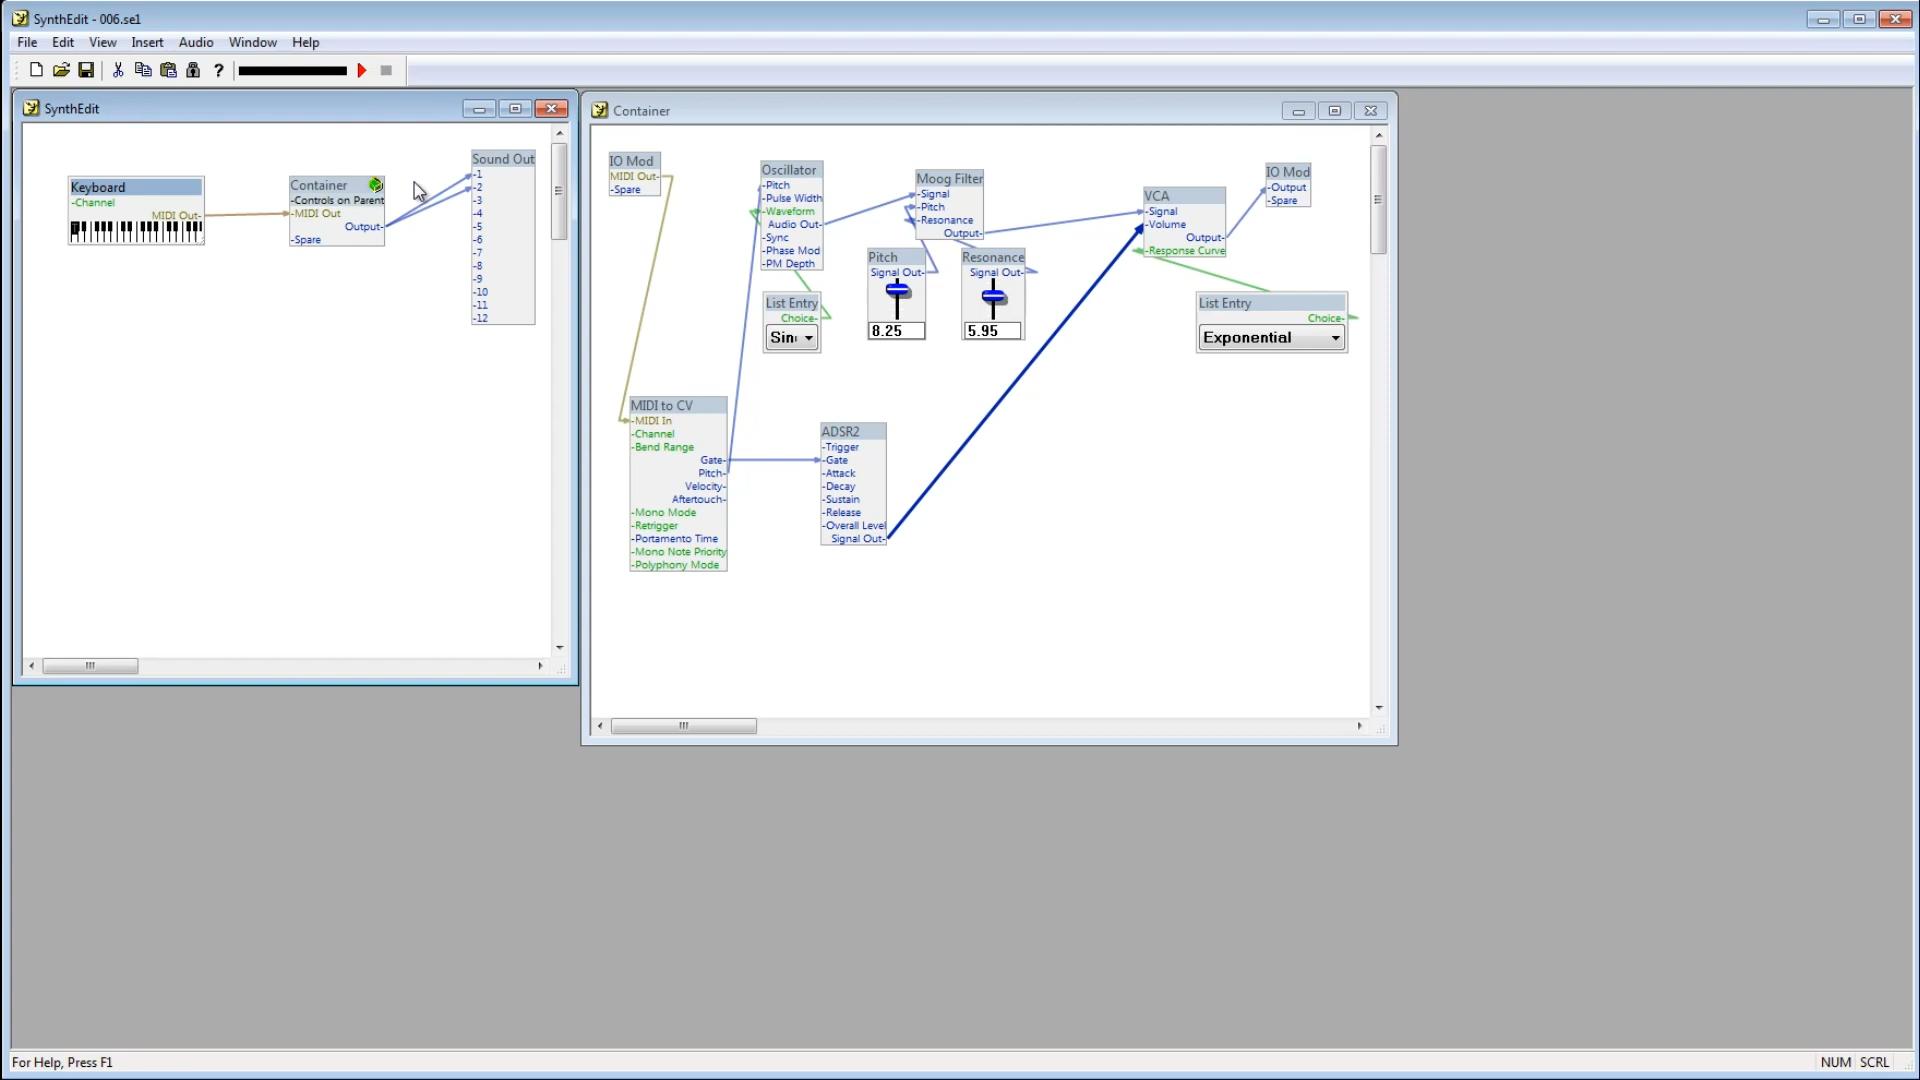 SynthEdit - 006.se1
File Edit View Insert Audio Window Help
SynthEdit
Keyboard
-Channel
MIDI Out-
Container
-Controls on Parent
-MIDI Out
Output-
-Spare
Sound Out
-1
-2
-3
-4
-5
-6
-7
-8
-9
-10
-11
-12
Container
IO Mod
MIDI Out-
-Spare
Oscillator
-Pitch
-Pulse Width
-Waveform
Audio Out-
-Sync
-Phase Mod
-PM Depth
List Entry
Choice-
Moog Filter
-Signal
-Pitch
-Resonance
Output-
Pitch
Signal Out-
8.25
Resonance
Signal Out-
5.95
VCA
-Signal
-Volume
Output-
-Response Curve
IO Mod
-Output
-Spare
List Entry
Choice-
Exponential
MIDI to CV
-MIDI In
-Channel
-Bend Range
Gate-
Pitch-
Velocity-
Aftertouch-
-Mono Mode
-Retrigger
-Portamento Time
-Mono Note Priority
-Polyphony Mode
ADSR2
-Trigger
-Gate
-Attack
-Decay
-Sustain
-Release
-Overall Level
Signal Out-
For Help, Press F1
NUM SCRL